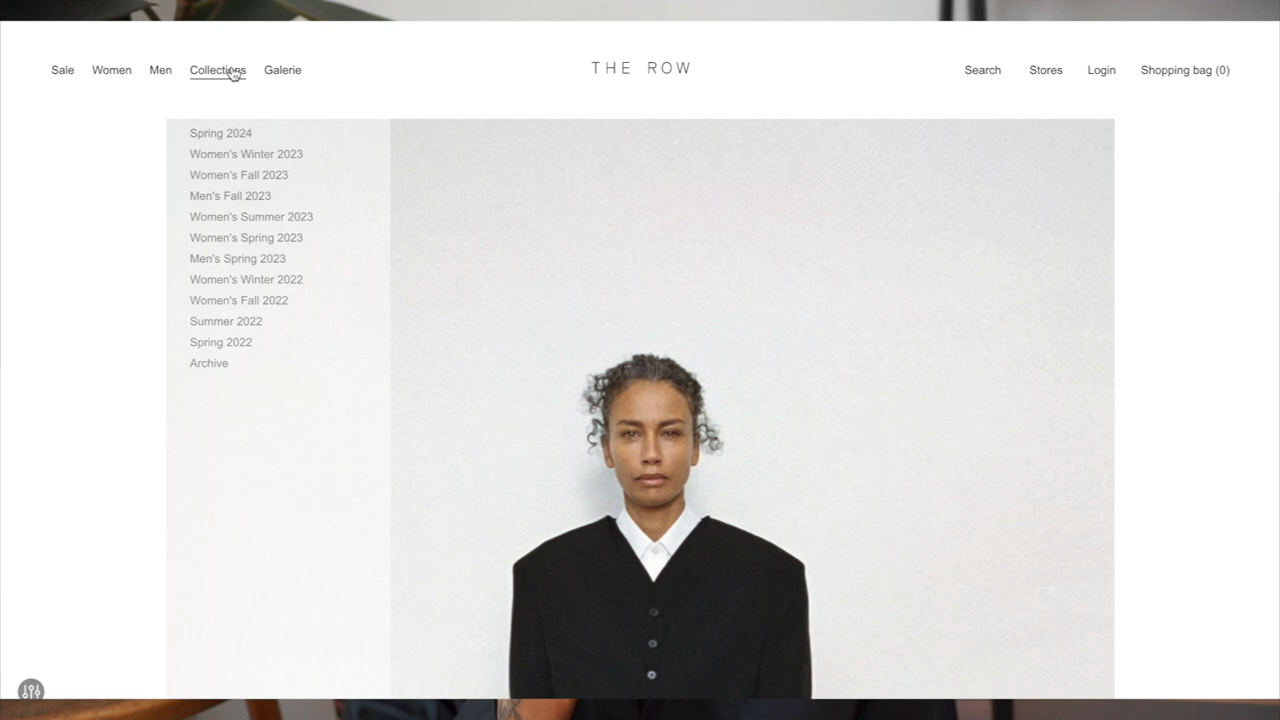 Sale Women Men Collections Galerie THE ROW Search Stores Login Shopping bag (0)
Spring 2024
Women's Winter 2023
Women's Fall 2023
Men's Fall 2023
Women's Summer 2023
Women's Spring 2023
Men's Spring 2023
Women's Winter 2022
Women's Fall 2022
Summer 2022
Spring 2022
Archive